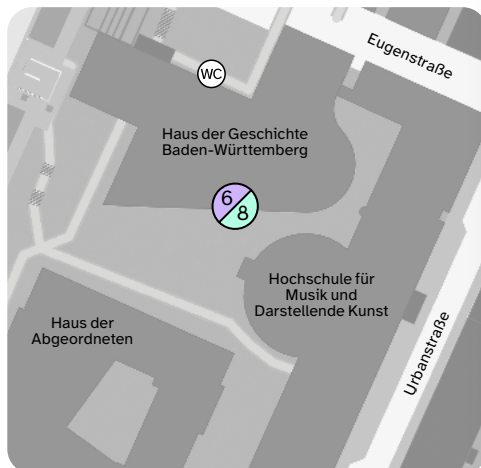 Eugenstraße
WC
Haus der Geschichte
Baden-Württemberg
6
8
Hochschule für
Musik und
Darstellende Kunst
Haus der
Abgeordneten
Urbanstraße